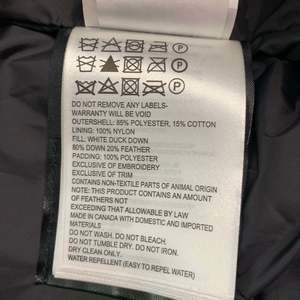 DO NOT REMOVE ANY LABELS-
WARRANTY WILL BE VOID
OUTERSHELL: 85% POLYESTER, 15% COTTON
LINING: 100% NYLON
FILL: WHITE DUCK DOWN
80% DOWN 20% FEATHER
PADDING: 100% POLYESTER
EXCLUSIVE OF EMBROIDERY
EXCLUSIVE OF TRIM
CONTAINS NON-TEXTILE PARTS OF ANIMAL ORIGIN
NOTE: THIS PRODUCT CONTAINS AN AMOUNT
OF FEATHERS NOT
EXCEEDING THAT ALLOWABLE BY LAW
MADE IN CANADA WITH DOMESTIC AND IMPORTED
MATERIALS
DO NOT WASH. DO NOT BLEACH.
DO NOT TUMBLE DRY. DO NOT IRON.
DRY CLEAN ONLY.
WATER REPELLENT (EASY TO REPEL WATER)